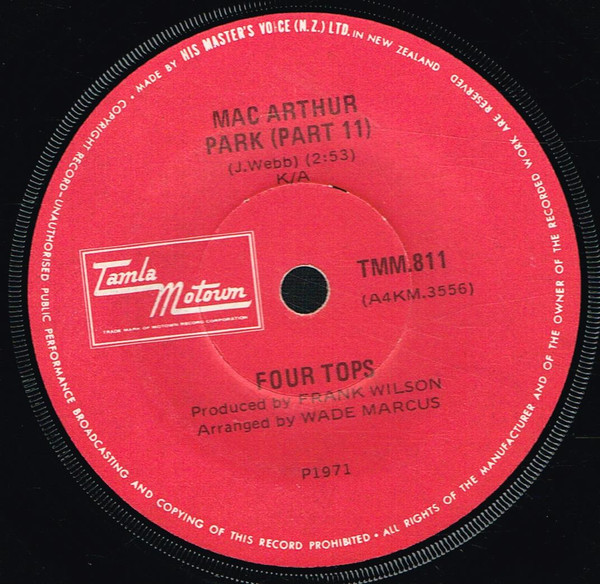 · MADE BY HIS MASTER'S VOICE (N.Z.) LTD. IN NEW ZEALAND
COPYRIGHT RECORD-UNAUTHORISED PUBLIC PERFORMANCE BROADCASTING AND COPYING OF THIS RECORD PROHIBITED · ALL RIGHTS OF THE MANUFACTURER AND OF THE OWNER OF THE RECORDED WORK ARE RESERVED
MAC ARTHUR
PARK (PART 11)
(J.Webb) (2:53)
K/A
Tamla
Motown
TRADE MARK OF MOTOWN RECORD CORPORATION
TMM.811
(A4KM.3556)
FOUR TOPS
Produced by FRANK WILSON
Arranged by WADE MARCUS
P1971